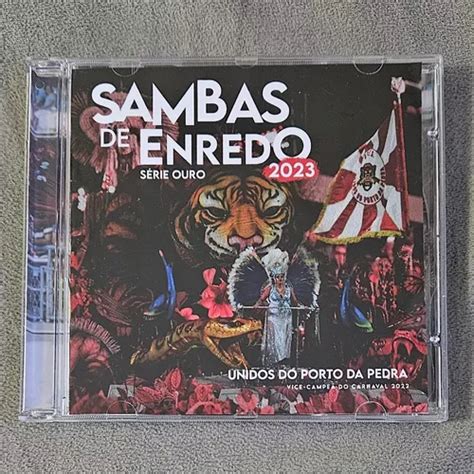 SAMBAS
DE ENREDO
SÉRIE OURO
2023
UNIDOS DO PORTO DA PEDRA
VICE-CAMPEÃ DO CARNAVAL 2022